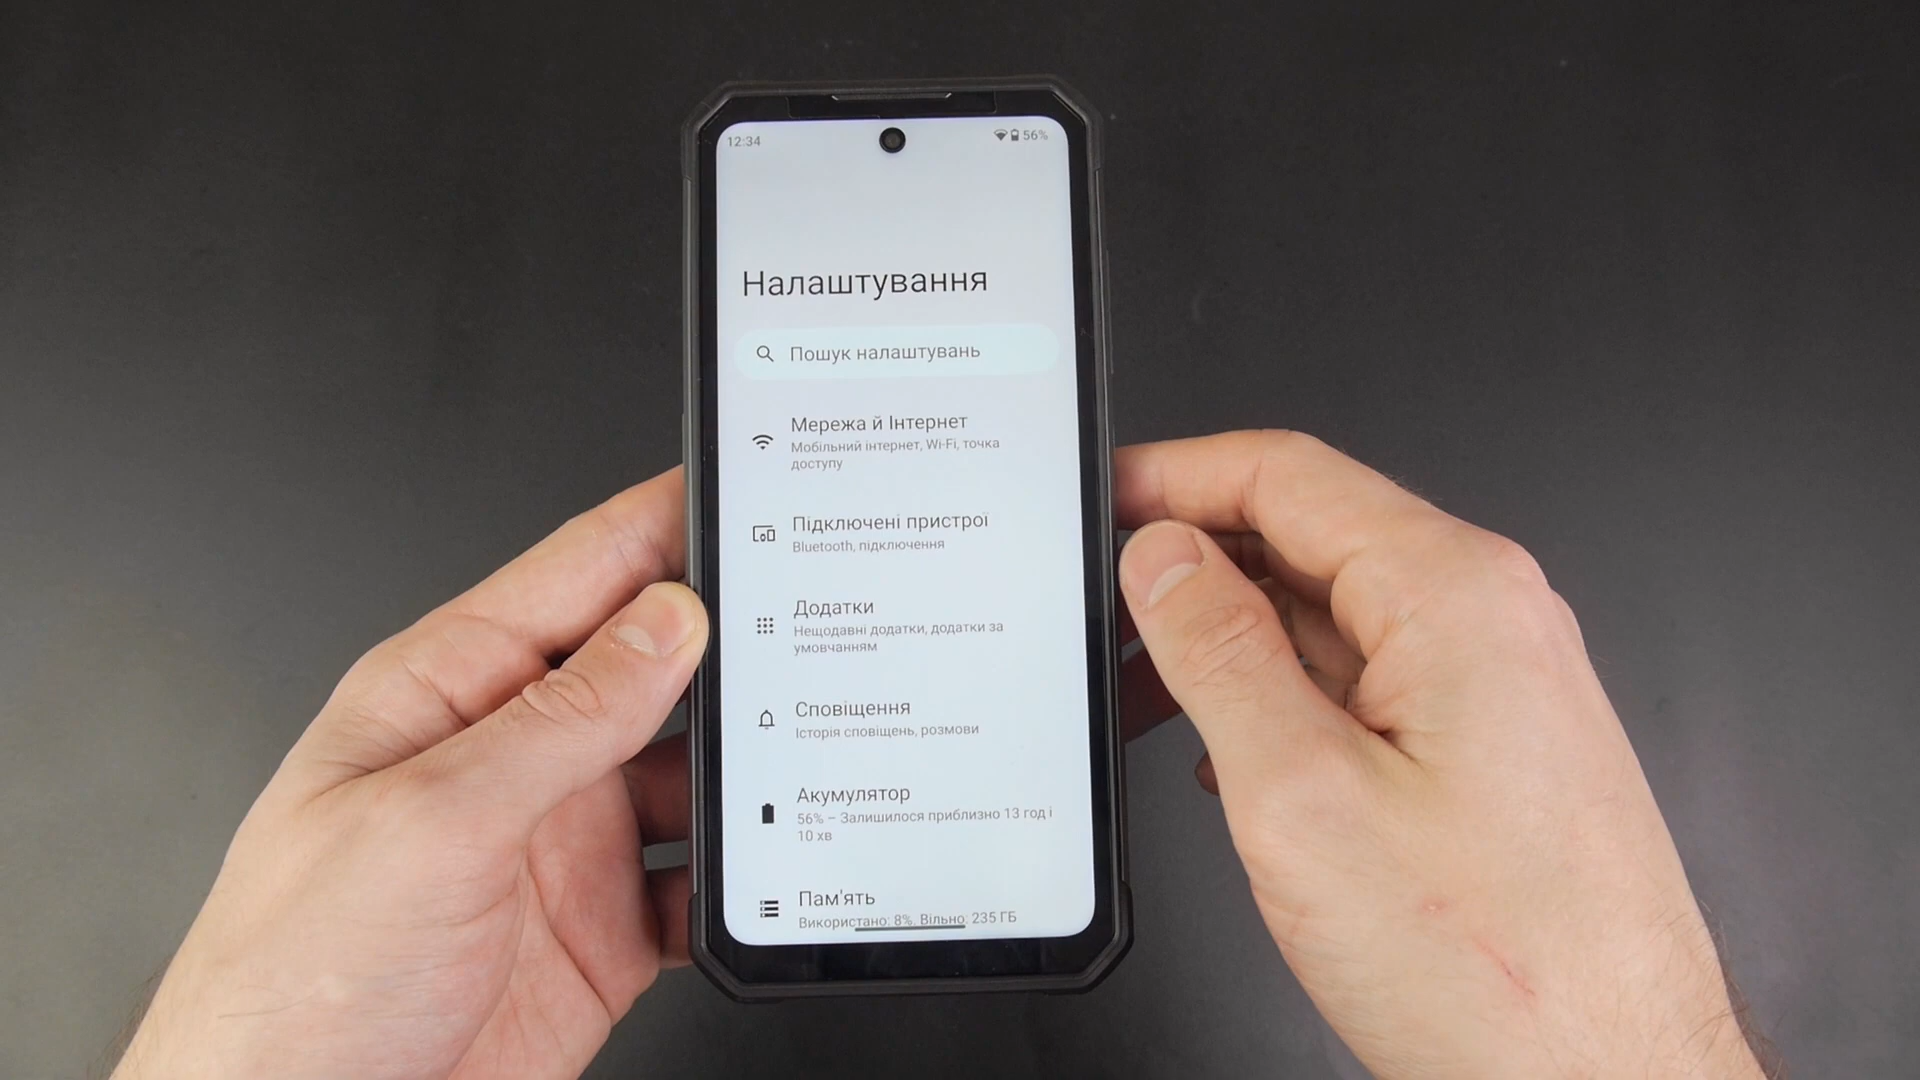 12:34
56%
Налаштування
Пошук налаштувань
Мережа й Інтернет
Мобільний інтернет, Wi-Fi, точка
доступу
Підключені пристрої
Bluetooth, підключення
Додатки
Нещодавні додатки, додатки за
умовчанням
Сповіщення
Історія сповіщень, розмови
Акумулятор
56% – Залишилося приблизно 13 год і
10 хв
Пам'ять
Використано: 8%. Вільно: 235 ГБ